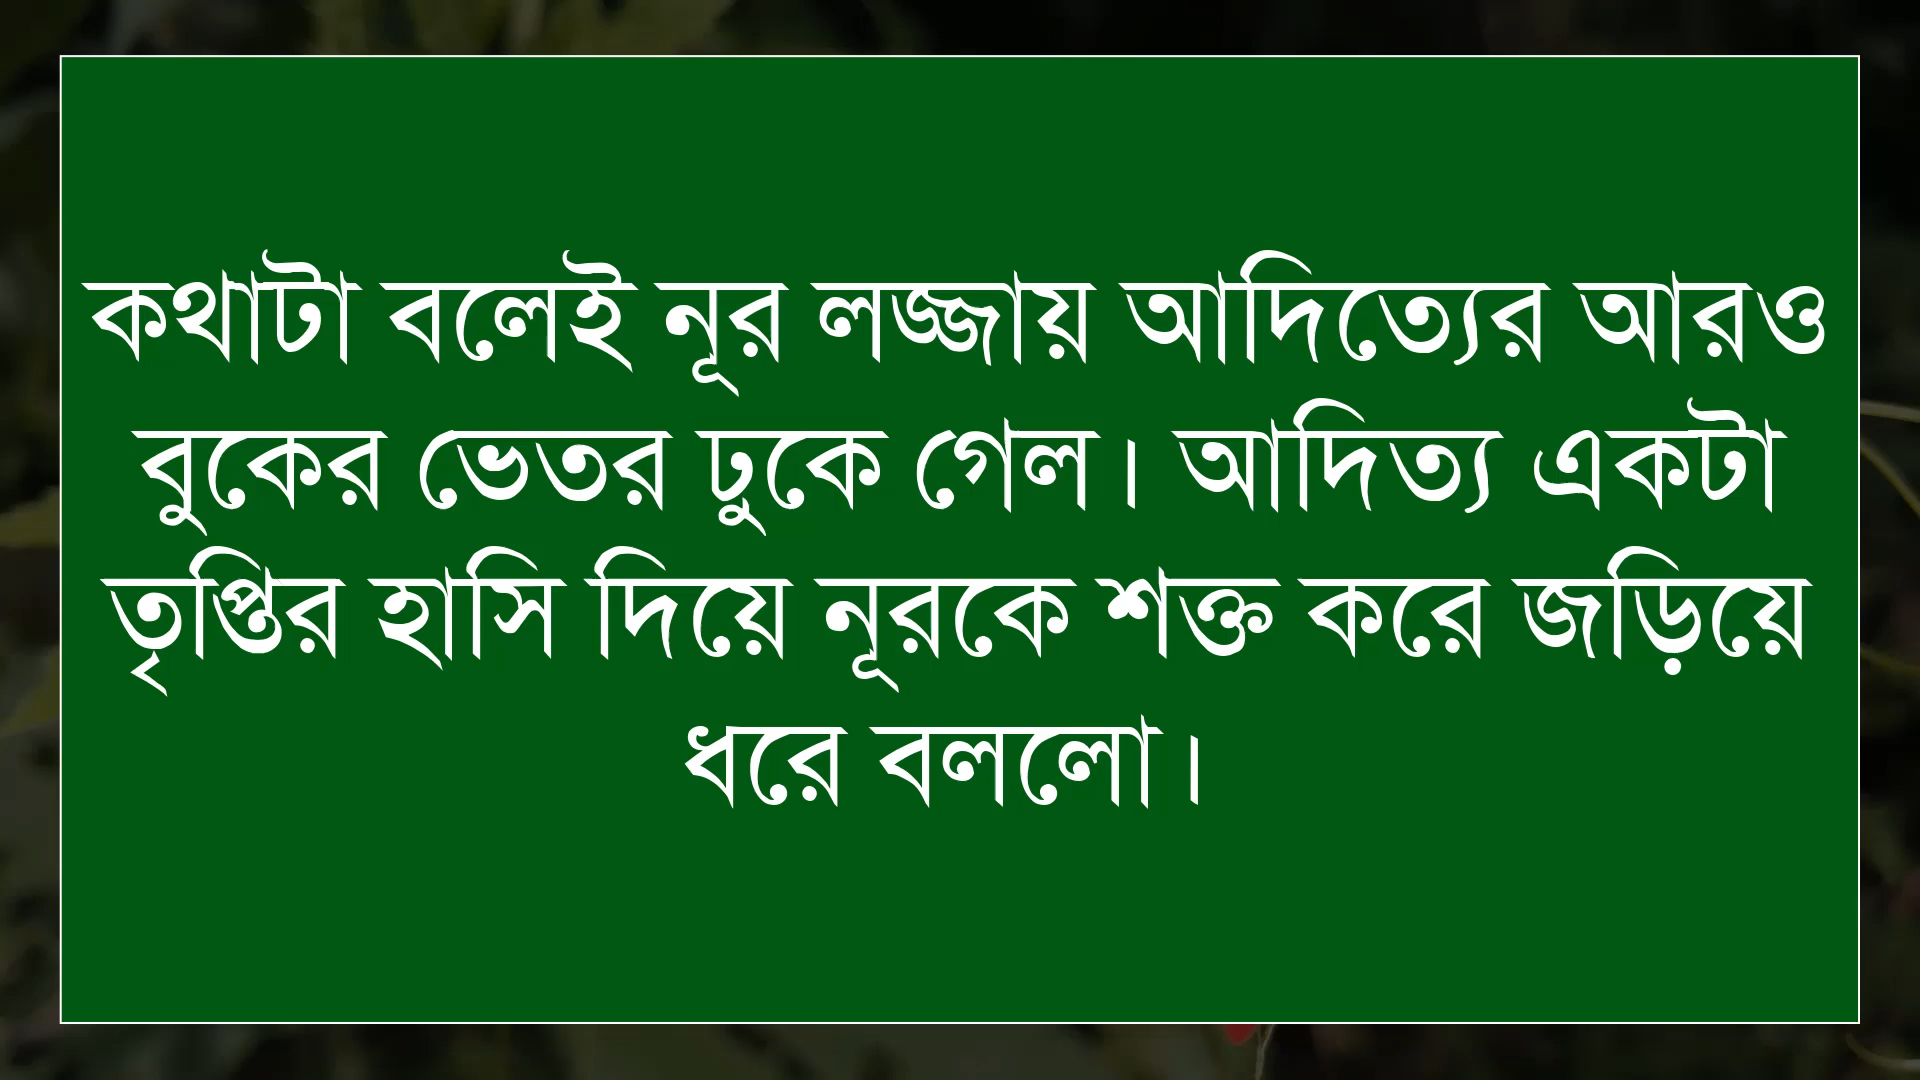 কথাটা বলেই নূর লজ্জায় আদিত্যের আরও
বুকের ভেতর ঢুকে গেল। আদিত্য একটা
তৃপ্তির হাসি দিয়ে নূরকে শক্ত করে জড়িয়ে
ধরে বললো।